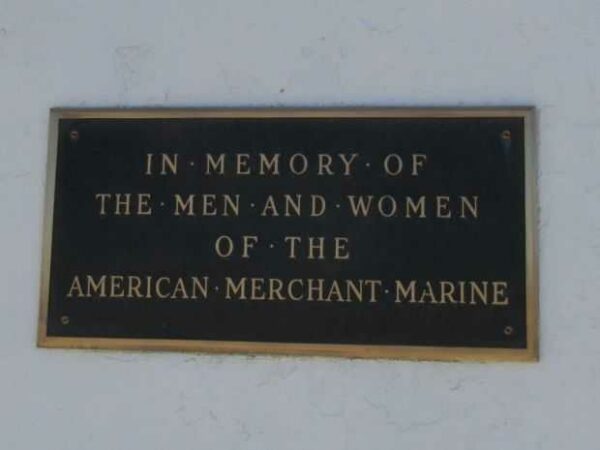 IN · MEMORY · OF
THE · MEN · AND · WOMEN
OF · THE
AMERICAN · MERCHANT · MARINE